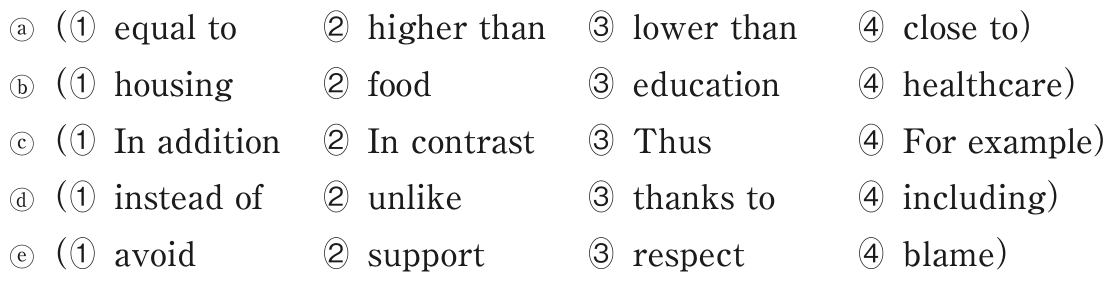 ⓐ (① equal to ② higher than ③ lower than ④ close to)
ⓑ (① housing ② food ③ education ④ healthcare)
ⓒ (① In addition ② In contrast ③ Thus ④ For example)
ⓓ (① instead of ② unlike ③ thanks to ④ including)
ⓔ (① avoid ② support ③ respect ④ blame)